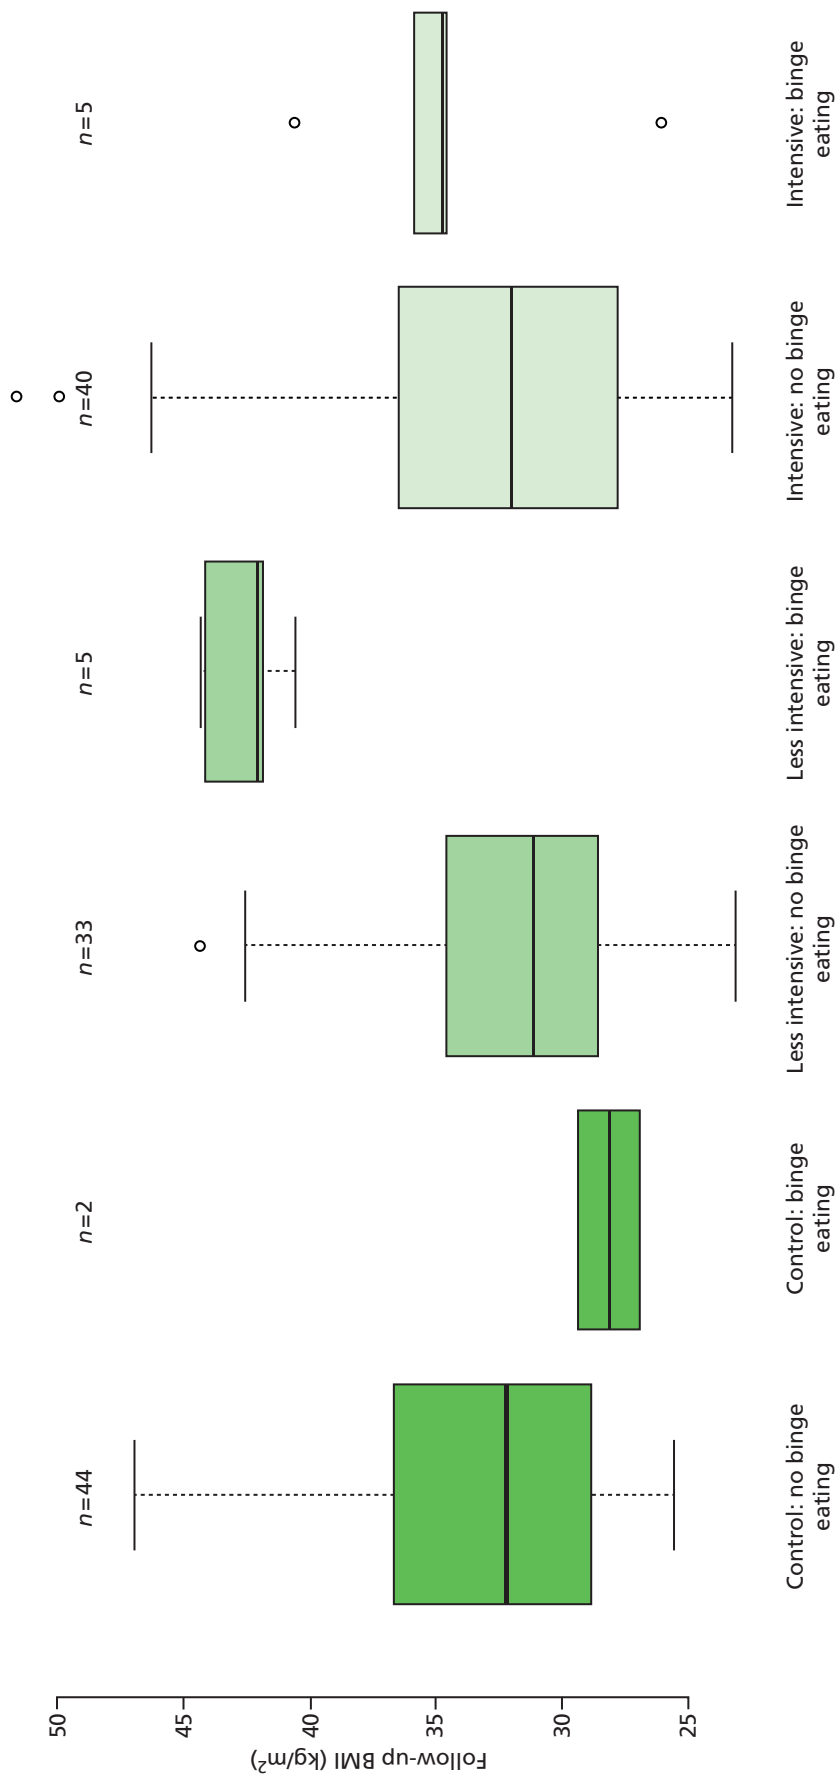 50
45
40
35
30
25
Follow-up BMI (kg/m²)
n=44
n=2
n=33
n=5
n=40
n=5
Control: no binge
eating
Control: binge
eating
Less intensive: no binge
eating
Less intensive: binge
eating
Intensive: no binge
eating
Intensive: binge
eating